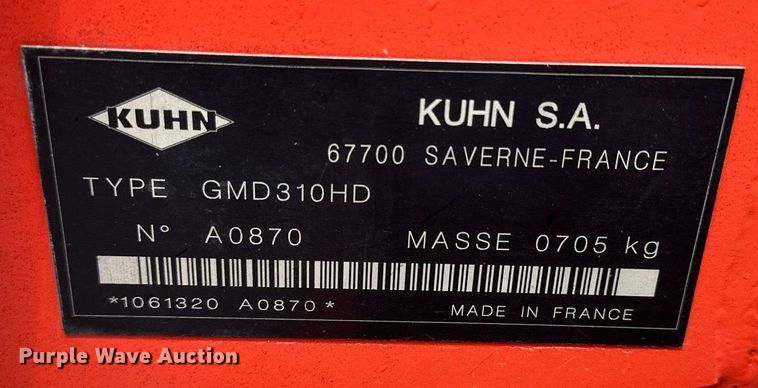 KUHN
KUHN S.A.
67700 SAVERNE-FRANCE
TYPE GMD310HD
N° A0870 MASSE 0705 kg
*1061320 A0870*
MADE IN FRANCE
Purple Wave Auction